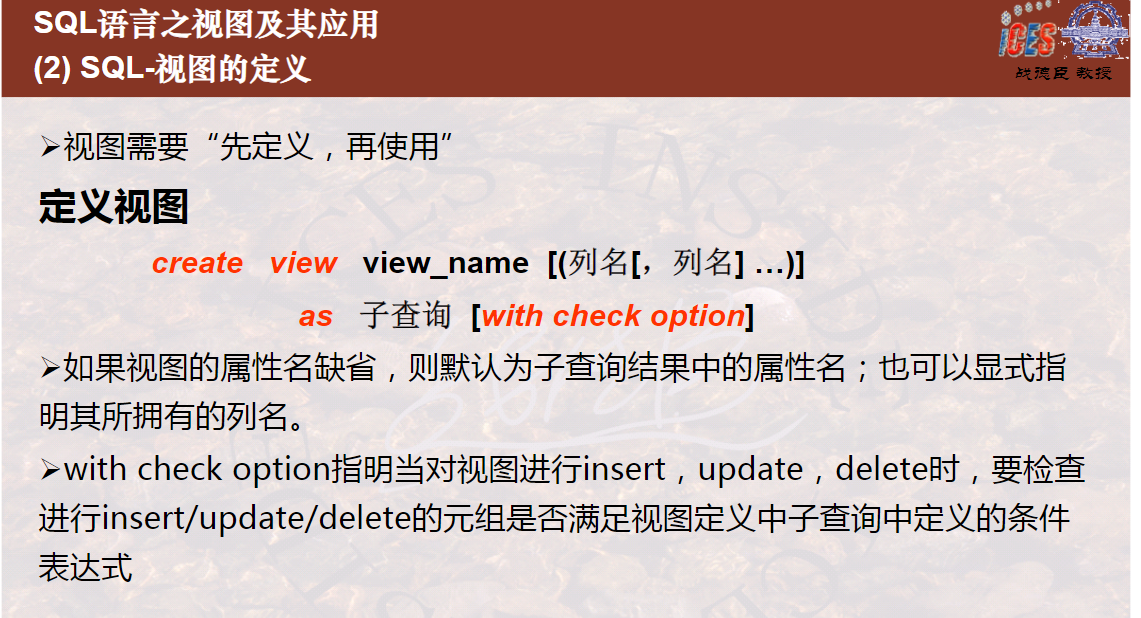 SQL语言之视图及其应用
(2) SQL-视图的定义
iCES
战德臣 教授
➢视图需要“先定义，再使用”
定义视图
create view view_name [(列名[，列名] …)]
as 子查询 [with check option]
➢如果视图的属性名缺省，则默认为子查询结果中的属性名；也可以显式指
明其所拥有的列名。
➢with check option指明当对视图进行insert，update，delete时，要检查
进行insert/update/delete的元组是否满足视图定义中子查询中定义的条件
表达式